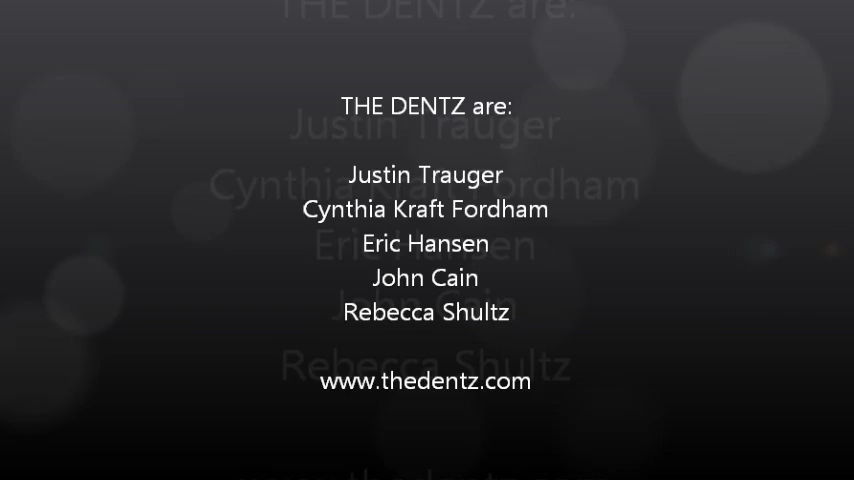 THE DENTZ are:
Justin Trauger
Cynthia Kraft Fordham
Eric Hansen
John Cain
Rebecca Shultz
www.thedentz.com